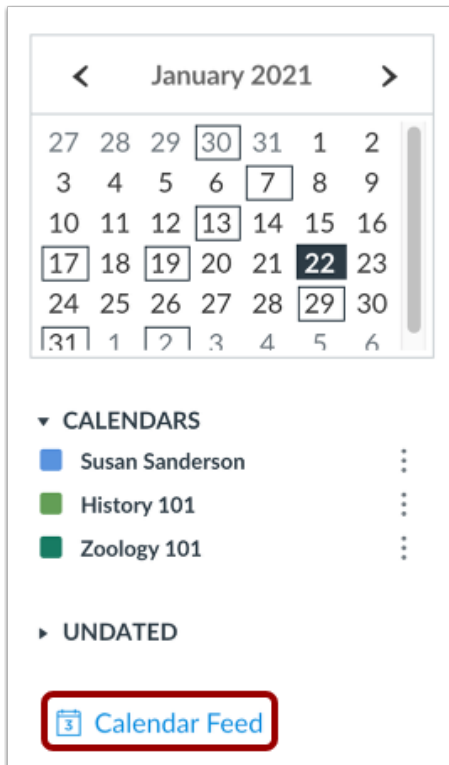 January 2021
27 28 29 30 31 1 2
3 4 5 6 7 8 9
10 11 12 13 14 15 16
17 18 19 20 21 22 23
24 25 26 27 28 29 30
31 1 2 3 4 5 6
CALENDARS
Susan Sanderson
History 101
Zoology 101
UNDATED
3 Calendar Feed